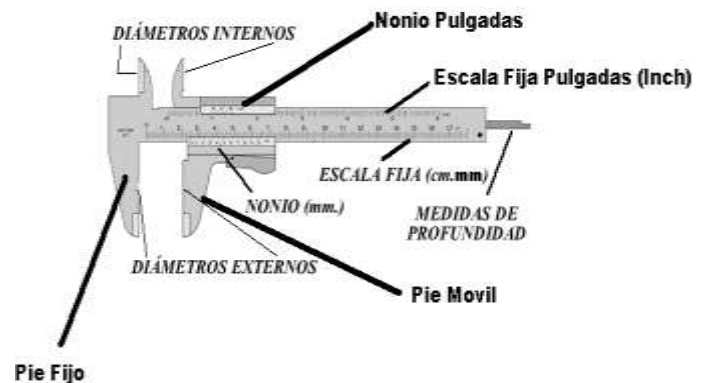 Nonio Pulgadas
DIÁMETROS INTERNOS
Escala Fija Pulgadas (Inch)
ESCALA FIJA (cm.mm)
NONIO (mm.)
MEDIDAS DE
PROFUNDIDAD
DIÁMETROS EXTERNOS
Pie Movil
Pie Fijo